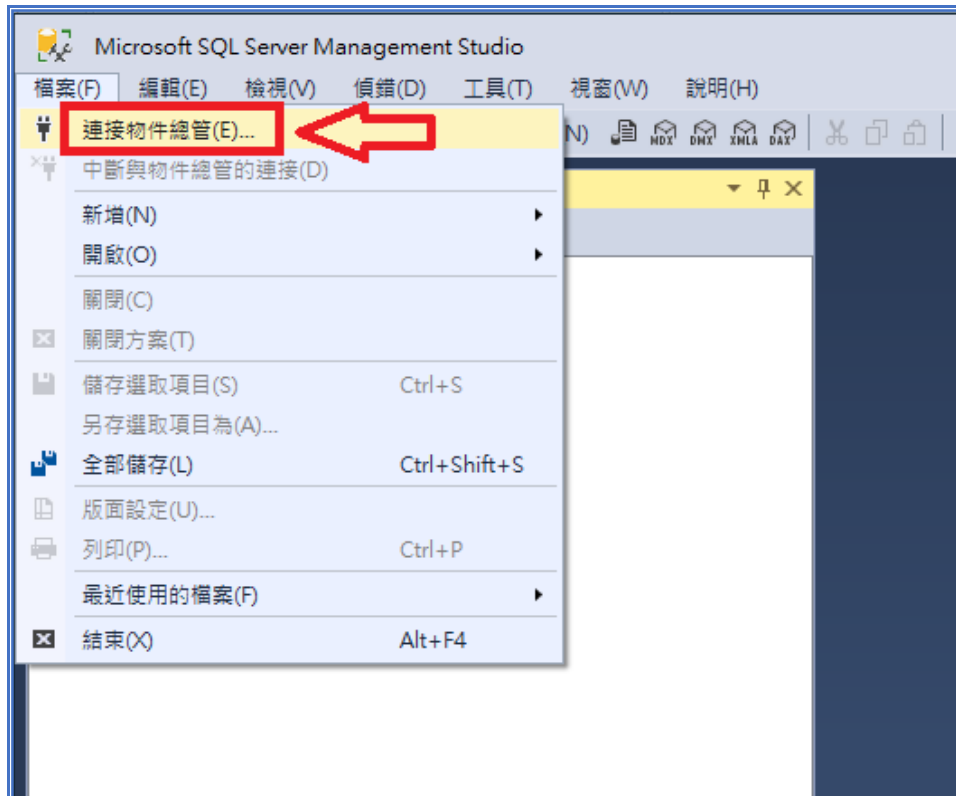 Microsoft SQL Server Management Studio
檔案(F) 編輯(E) 檢視(V) 偵錯(D) 工具(T) 視窗(W) 說明(H)
連接物件總管(E)...
N) MDX DMX XMLA DAX
中斷與物件總管的連接(D)
新增(N)
開啟(O)
關閉(C)
關閉方案(T)
儲存選取項目(S) Ctrl+S
另存選取項目為(A)...
全部儲存(L) Ctrl+Shift+S
版面設定(U)...
列印(P)... Ctrl+P
最近使用的檔案(F)
結束(X) Alt+F4